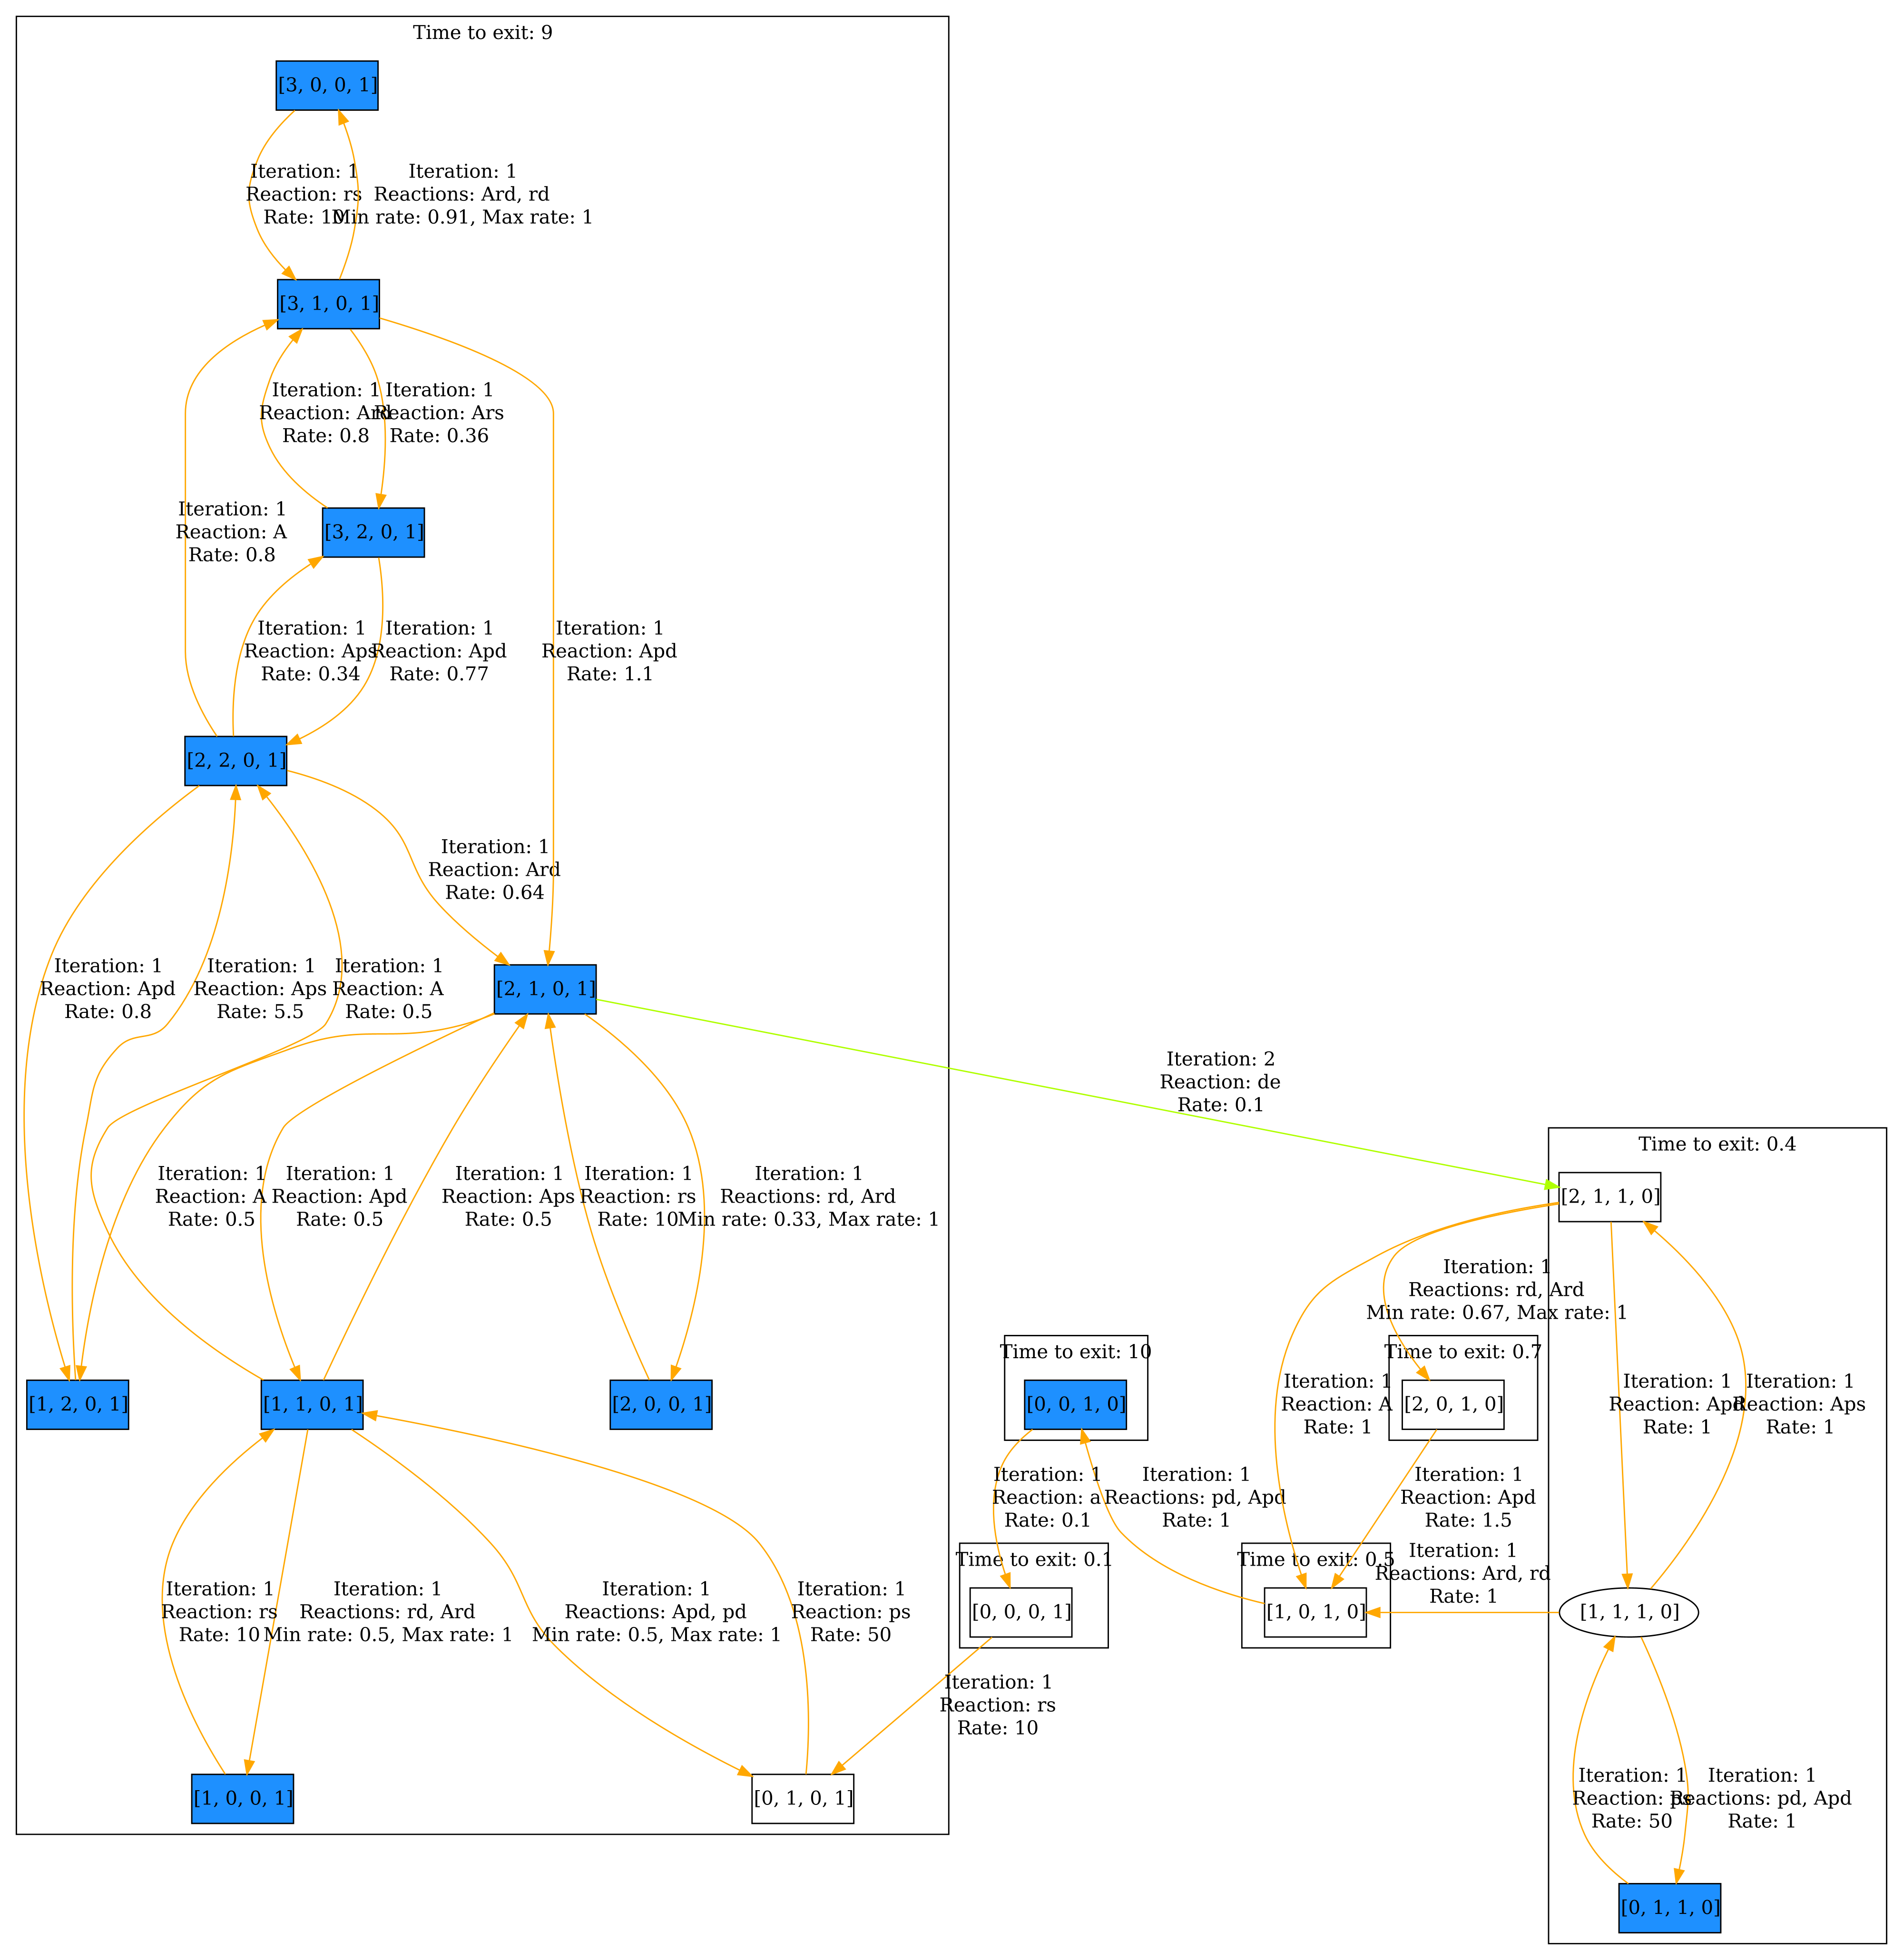 Time to exit: 9
[3, 0, 0, 1]
Iteration: 1
Reaction: rs
Rate: 10
Iteration: 1
Reactions: Ard, rd
Min rate: 0.91, Max rate: 1
[3, 1, 0, 1]
Iteration: 1
Reaction: Ard
Rate: 0.8
Iteration: 1
Reaction: Ars
Rate: 0.36
Iteration: 1
Reaction: A
Rate: 0.8
[3, 2, 0, 1]
Iteration: 1
Reaction: Aps
Rate: 0.34
Iteration: 1
Reaction: Apd
Rate: 0.77
Iteration: 1
Reaction: Apd
Rate: 1.1
[2, 2, 0, 1]
Iteration: 1
Reaction: Ard
Rate: 0.64
Iteration: 1
Reaction: Apd
Rate: 0.8
Iteration: 1
Reaction: Aps
Rate: 5.5
Iteration: 1
Reaction: A
Rate: 0.5
[2, 1, 0, 1]
Iteration: 2
Reaction: de
Rate: 0.1
Time to exit: 0.4
[2, 1, 1, 0]
Iteration: 1
Reaction: A
Rate: 0.5
Iteration: 1
Reaction: Apd
Rate: 0.5
Iteration: 1
Reaction: Aps
Rate: 0.5
Iteration: 1
Reaction: rs
Rate: 10
Iteration: 1
Reactions: rd, Ard
Min rate: 0.33, Max rate: 1
Iteration: 1
Reactions: rd, Ard
Min rate: 0.67, Max rate: 1
[1, 2, 0, 1]
[1, 1, 0, 1]
[2, 0, 0, 1]
Time to exit: 10
[0, 0, 1, 0]
Iteration: 1
Reaction: A
Rate: 1
Time to exit: 0.7
[2, 0, 1, 0]
Iteration: 1
Reaction: Apd
Rate: 1
Iteration: 1
Reaction: Aps
Rate: 1
Iteration: 1
Reaction: a
Rate: 0.1
Iteration: 1
Reactions: pd, Apd
Rate: 1
Iteration: 1
Reaction: Apd
Rate: 1.5
Time to exit: 0.1
[0, 0, 0, 1]
Time to exit: 0.5
[1, 0, 1, 0]
Iteration: 1
Reactions: Ard, rd
Rate: 1
[1, 1, 1, 0]
Iteration: 1
Reaction: rs
Rate: 10
Iteration: 1
Reactions: rd, Ard
Min rate: 0.5, Max rate: 1
Iteration: 1
Reactions: Apd, pd
Min rate: 0.5, Max rate: 1
Iteration: 1
Reaction: ps
Rate: 50
Iteration: 1
Reaction: rs
Rate: 10
[1, 0, 0, 1]
[0, 1, 0, 1]
Iteration: 1
Reaction: ps
Rate: 50
Iteration: 1
Reactions: pd, Apd
Rate: 1
[0, 1, 1, 0]